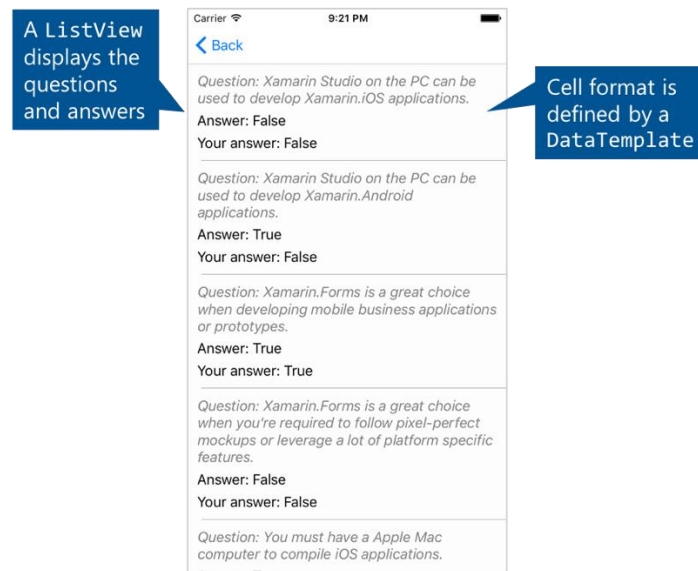 A ListView
displays the
questions
and answers
Carrier 9:21 PM
Back
Question: Xamarin Studio on the PC can be
used to develop Xamarin.iOS applications.
Answer: False
Your answer: False
Question: Xamarin Studio on the PC can be
used to develop Xamarin.Android
applications.
Answer: True
Your answer: False
Question: Xamarin.Forms is a great choice
when developing mobile business applications
or prototypes.
Answer: True
Your answer: True
Question: Xamarin.Forms is a great choice
when you're required to follow pixel-perfect
mockups or leverage a lot of platform specific
features.
Answer: False
Your answer: False
Question: You must have a Apple Mac
computer to compile iOS applications.
Cell format is
defined by a
DataTemplate